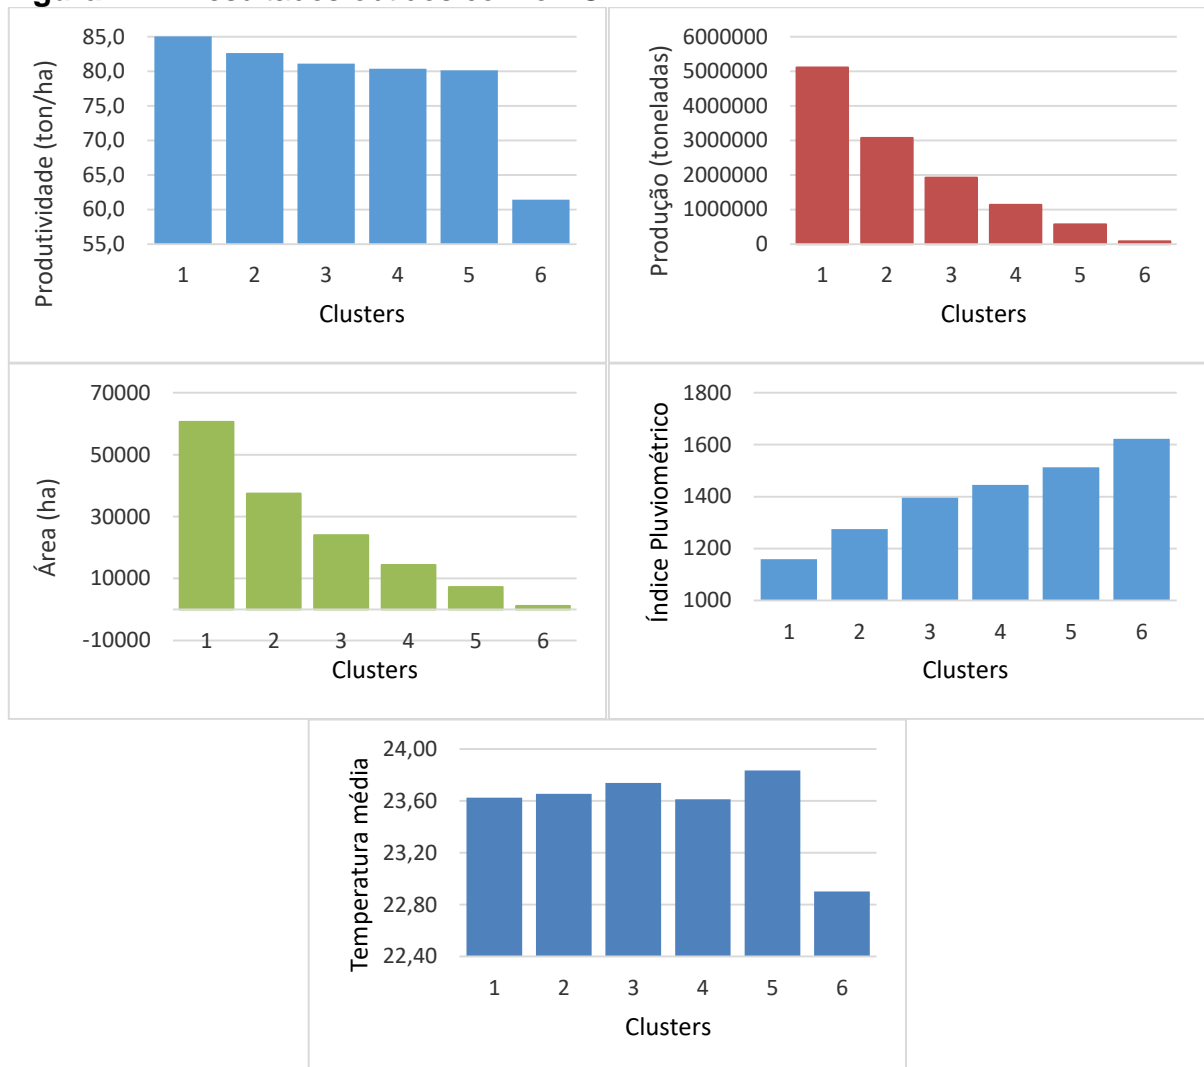 85,0
80,0
75,0
70,0
65,0
60,0
55,0
Produtividade (ton/ha)
1 2 3 4 5 6
Clusters
6000000
5000000
4000000
3000000
2000000
1000000
0
Produção (toneladas)
1 2 3 4 5 6
Clusters
70000
50000
30000
10000
-10000
Área (ha)
1 2 3 4 5 6
Clusters
1800
1600
1400
1200
1000
Índice Pluviométrico
1 2 3 4 5 6
Clusters
24,00
23,60
23,20
22,80
22,40
Temperatura média
1 2 3 4 5 6
Clusters